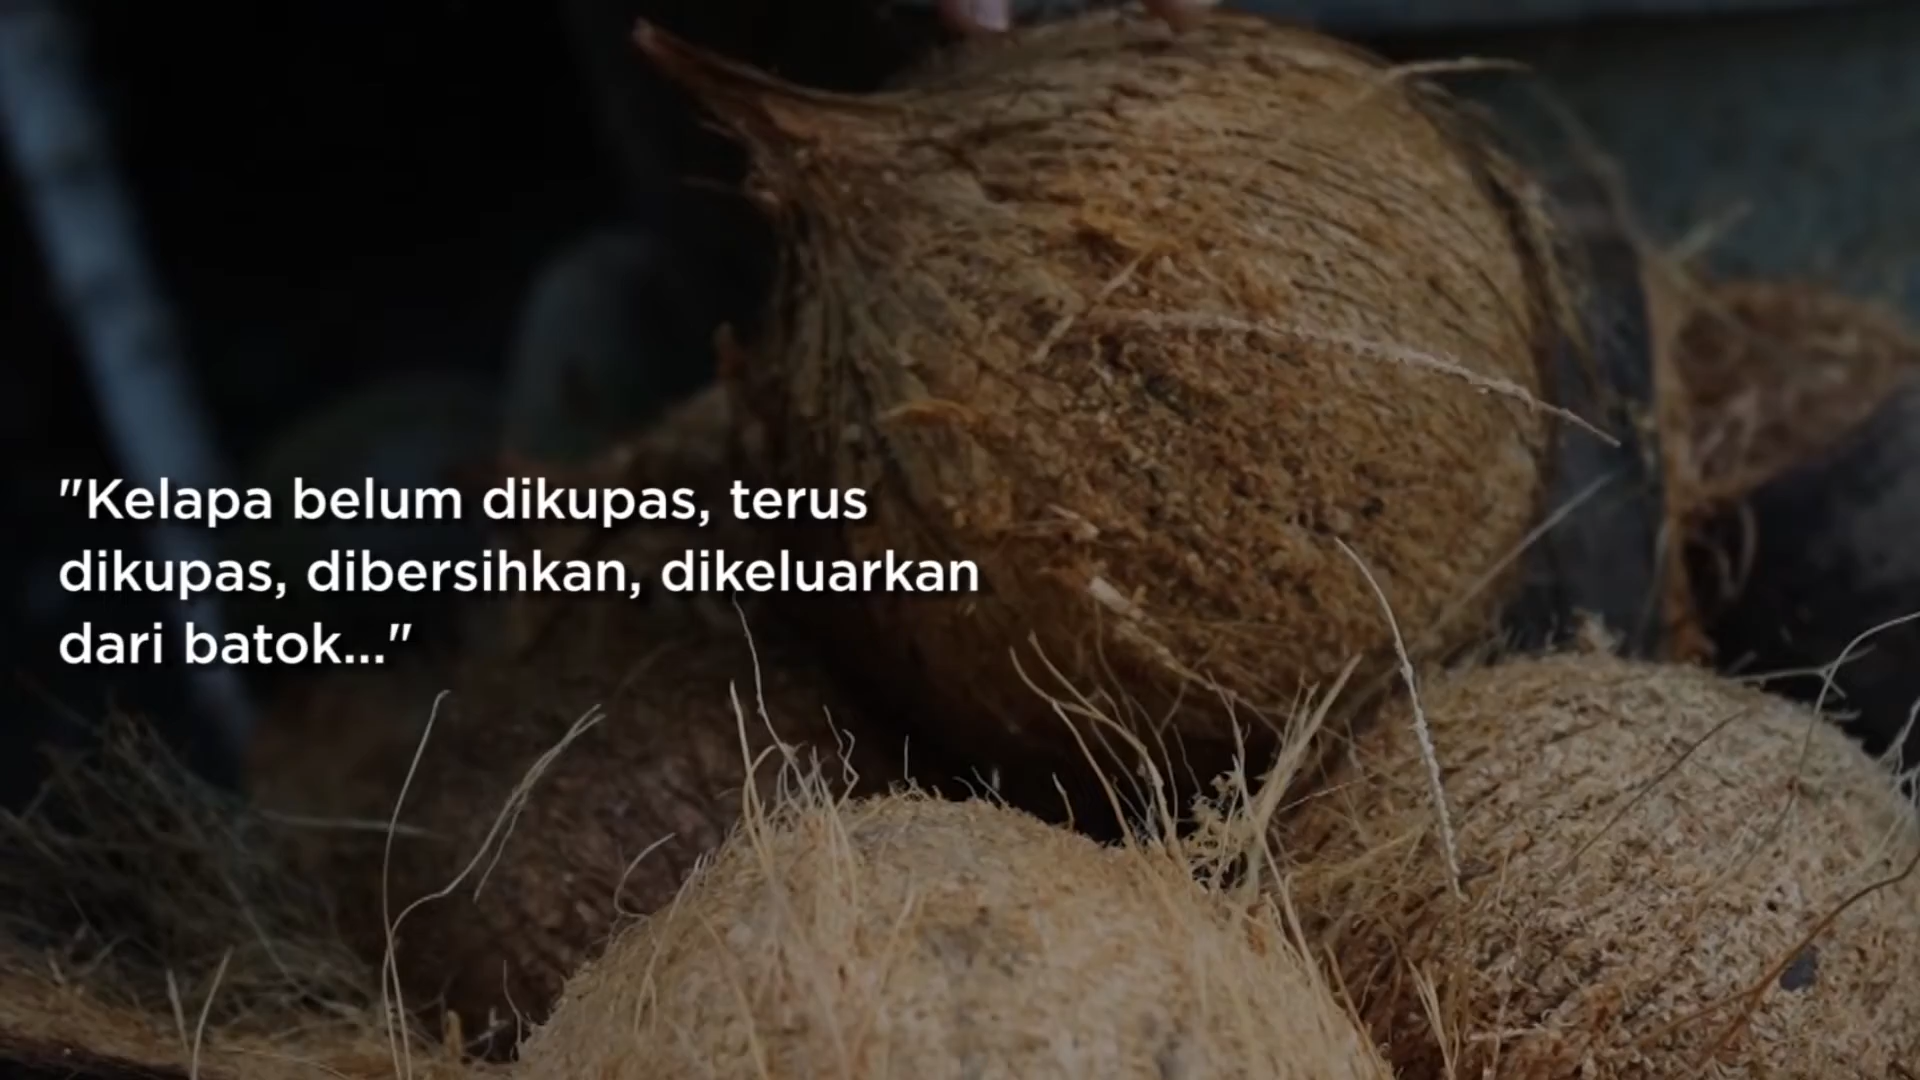 "Kelapa belum dikupas, terus
dikupas, dibersihkan, dikeluarkan
dari batok..."